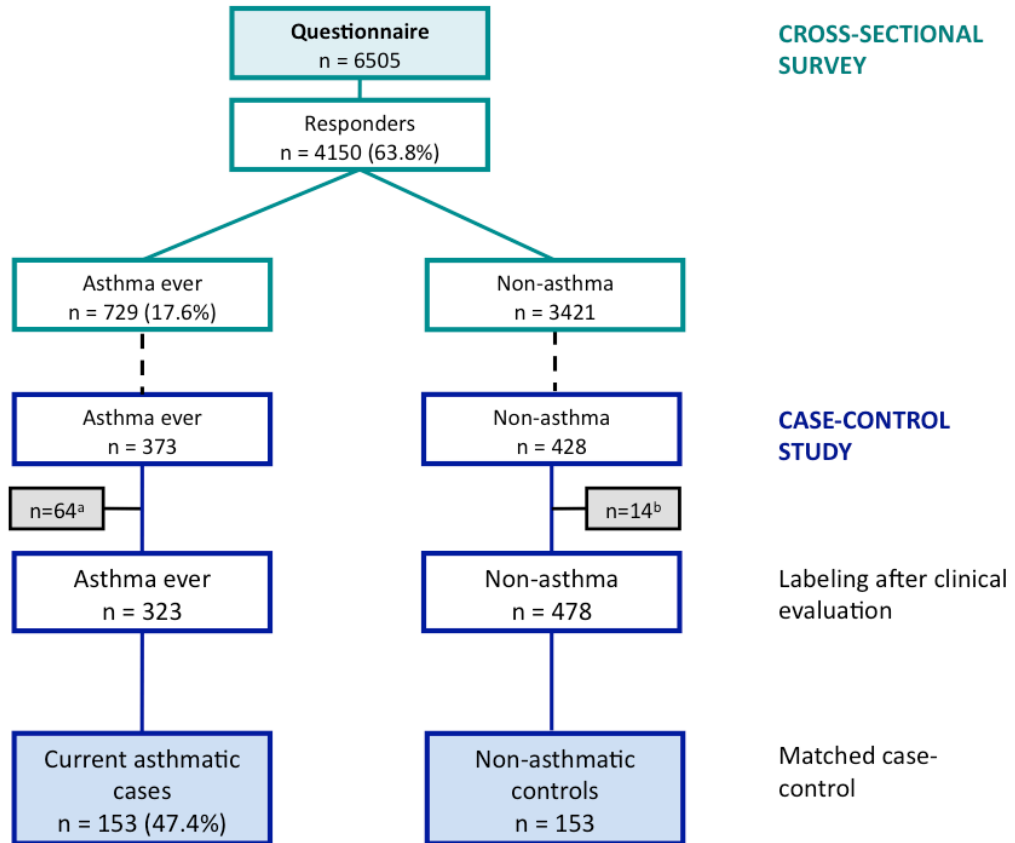 Questionnaire
n = 6505
CROSS-SECTIONAL
SURVEY
Responders
n = 4150 (63.8%)
Asthma ever
n = 729 (17.6%)
Non-asthma
n = 3421
Asthma ever
n = 373
Non-asthma
n = 428
CASE-CONTROL
STUDY
n=64ᵃ
n=14ᵇ
Asthma ever
n = 323
Non-asthma
n = 478
Labeling after clinical
evaluation
Current asthmatic
cases
n = 153 (47.4%)
Non-asthmatic
controls
n = 153
Matched case-
control